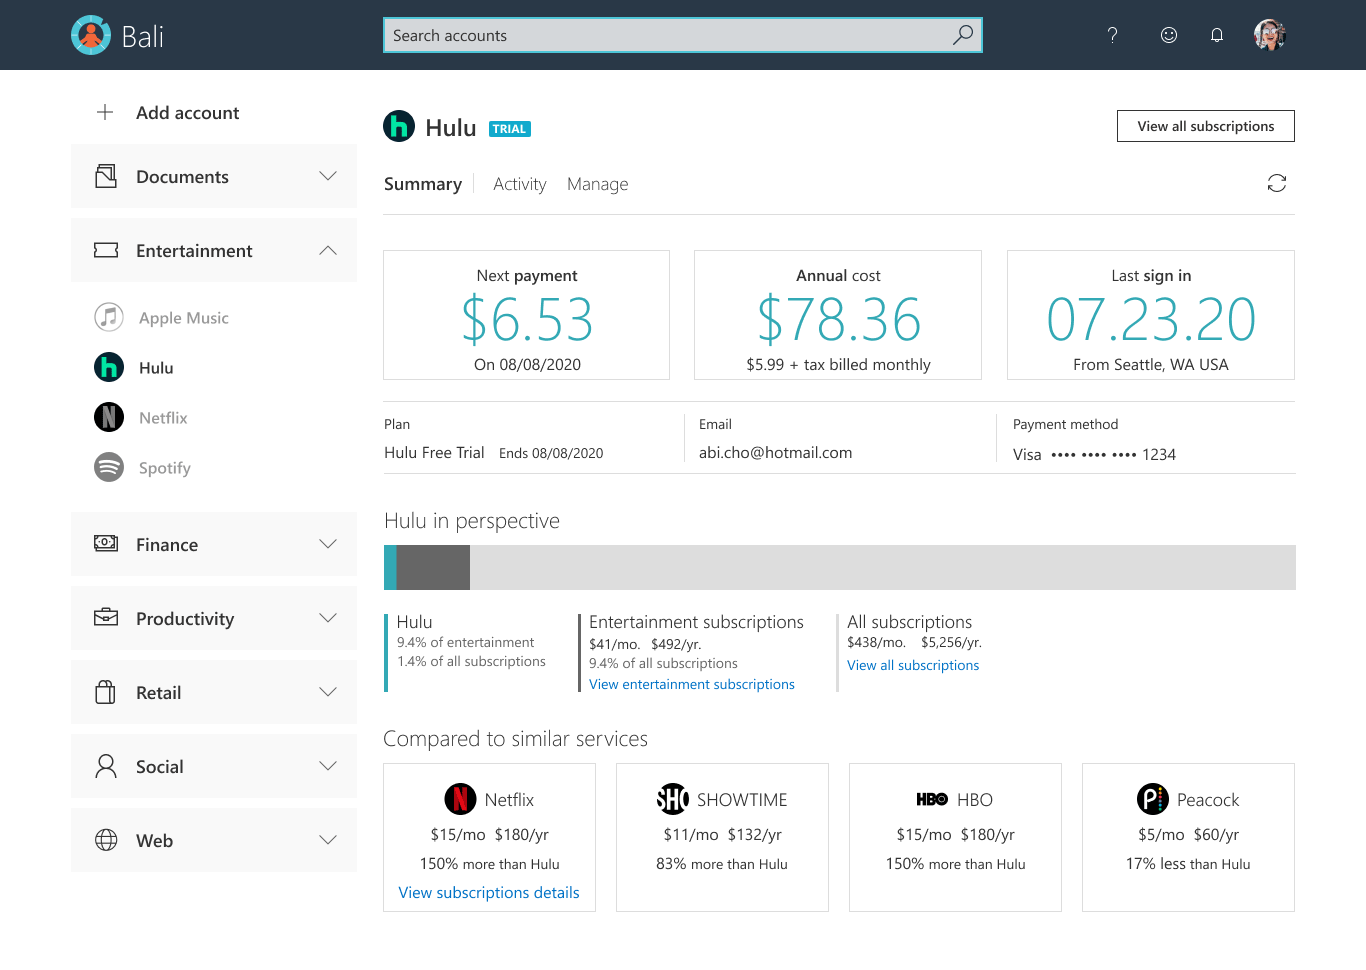 Bali
Search accounts
?
Add account
Documents
Entertainment
Apple Music
Hulu
Netflix
Spotify
Finance
Productivity
Retail
Social
Web
Hulu TRIAL
View all subscriptions
Summary Activity Manage
Next payment
$6.53
On 08/08/2020
Annual cost
$78.36
$5.99 + tax billed monthly
Last sign in
07.23.20
From Seattle, WA USA
Plan
Hulu Free Trial Ends 08/08/2020
Email
abi.cho@hotmail.com
Payment method
Visa •••• •••• •••• 1234
Hulu in perspective
Hulu
9.4% of entertainment
1.4% of all subscriptions
Entertainment subscriptions
$41/mo. $492/yr.
9.4% of all subscriptions
View entertainment subscriptions
All subscriptions
$438/mo. $5,256/yr.
View all subscriptions
Compared to similar services
N Netflix
$15/mo $180/yr
150% more than Hulu
View subscriptions details
SHO SHOWTIME
$11/mo $132/yr
83% more than Hulu
HBO HBO
$15/mo $180/yr
150% more than Hulu
P Peacock
$5/mo $60/yr
17% less than Hulu